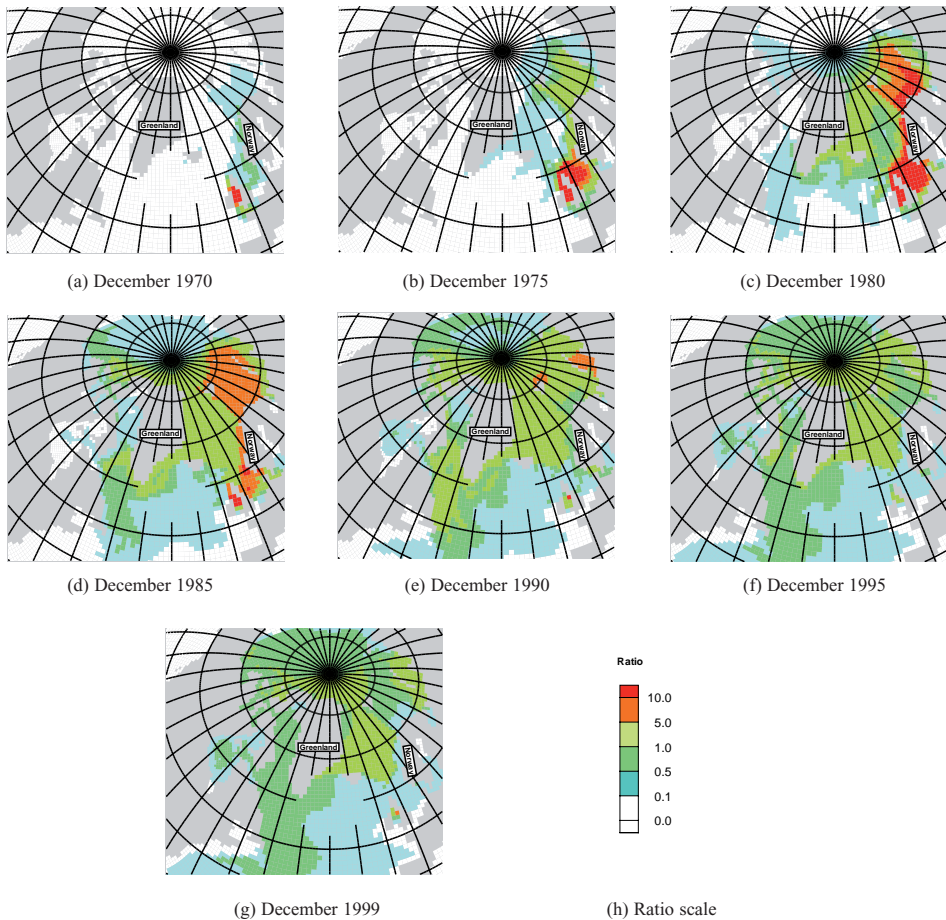 Greenland
Norway
Greenland
Norway
Greenland
Norway
(a) December 1970
(b) December 1975
(c) December 1980
Greenland
Norway
Greenland
Norway
Greenland
Norway
(d) December 1985
(e) December 1990
(f) December 1995
Greenland
Norway
Ratio
10.0
5.0
1.0
0.5
0.1
0.0
(g) December 1999
(h) Ratio scale